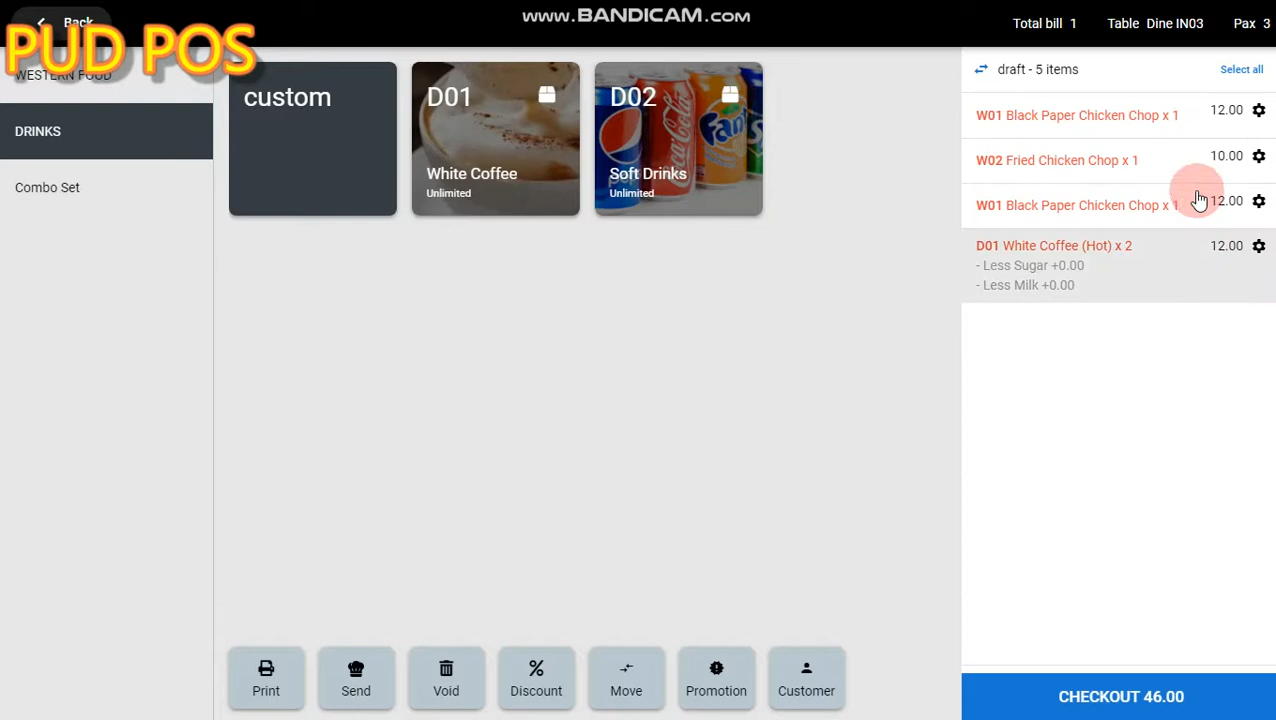 www.BANDICAM.com
Back
Total bill 1 Table Dine IN03 Pax 3
PUD POS
WESTERN FOOD
DRINKS
Combo Set
custom
D01
White Coffee
Unlimited
D02
Soft Drinks
Unlimited
draft - 5 items Select all
W01 Black Paper Chicken Chop x 1 12.00
W02 Fried Chicken Chop x 1 10.00
W01 Black Paper Chicken Chop x 1 12.00
D01 White Coffee (Hot) x 2 12.00
- Less Sugar +0.00
- Less Milk +0.00
Print
Send
Void
Discount
Move
Promotion
Customer
CHECKOUT 46.00